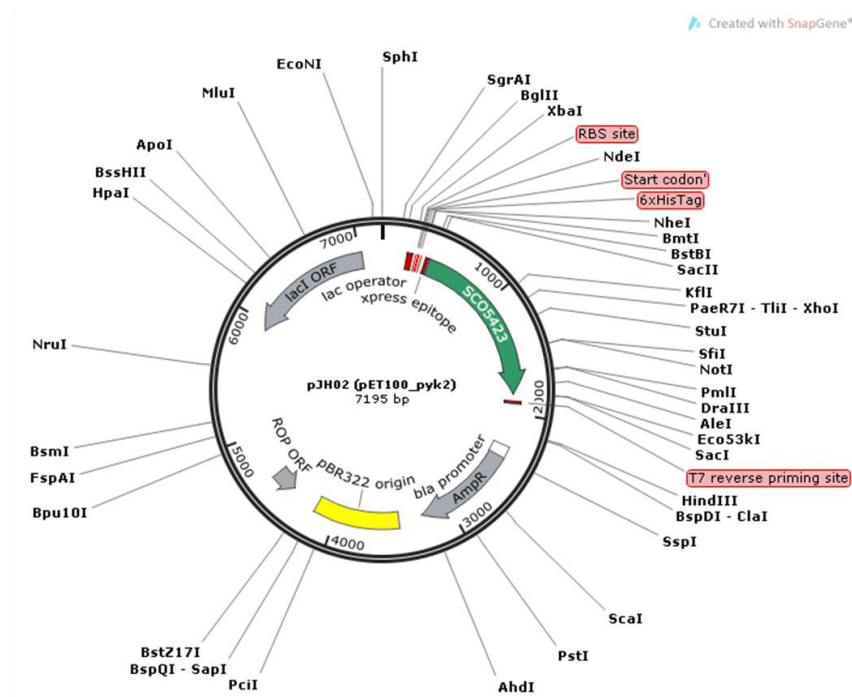 Created with SnapGene®
SphI
EcoNI
MluI
ApoI
BssHII
HpaI
NruI
BsmI
FspAI
Bpu10I
BstZ17I
BspQI - SapI
PciI
SgrAI
BglII
XbaI
RBS site
NdeI
Start codon'
6xHisTag
NheI
BmtI
BstBI
SacII
KflI
PaeR7I - TliI - XhoI
StuI
SfiI
NotI
PmlI
DraIII
AleI
Eco53kI
SacI
T7 reverse priming site
HindIII
BspDI - ClaI
SspI
ScaI
PstI
AhdI
1000
2000
3000
4000
5000
6000
7000
lacI ORF
lac operator
xpress epitope
SCO5423
pJH02 (pET100_pyk2)
7195 bp
ROP ORF
pBR322 origin
bla promoter
AmpR